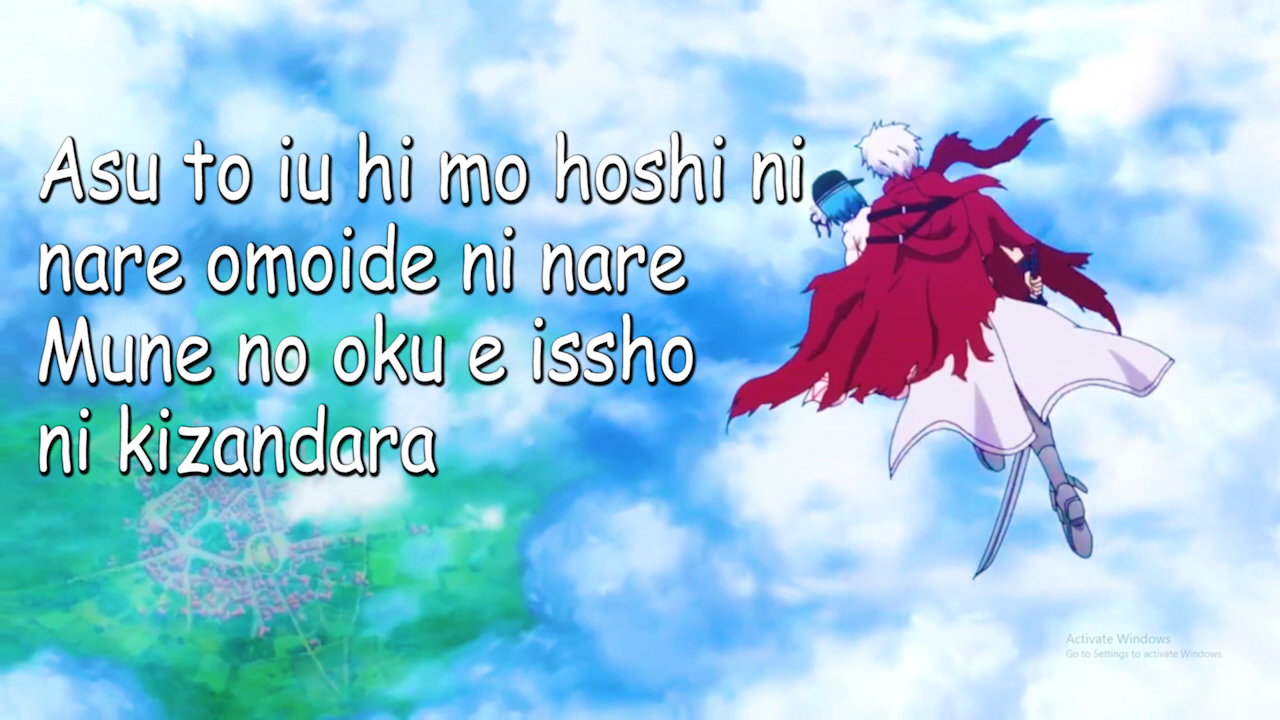 Asu to iu hi mo hoshi ni
nare omoide ni nare
Mune no oku e issho
ni kizandara
Activate Windows
Go to Settings to activate Windows.